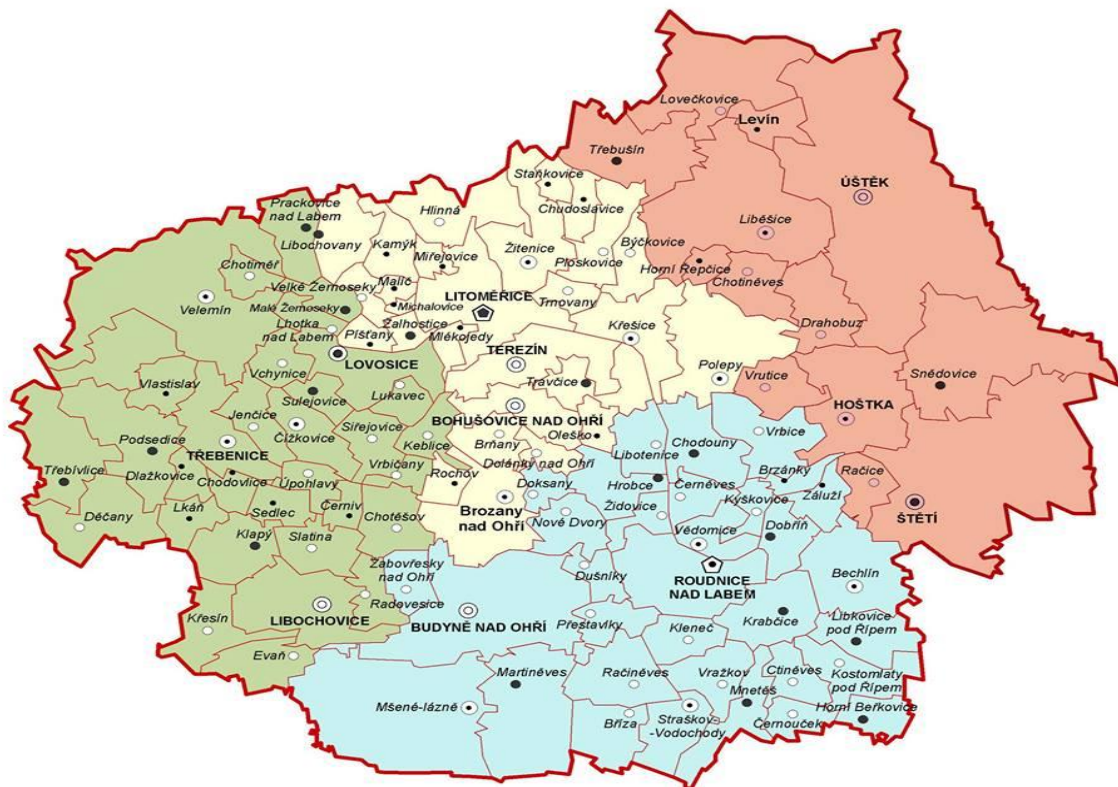 Lovečkovice
Levín
Třebušín
Staňkovice
ÚŠTĚK
Chudoslavice
Prackovice
nad Labem
Hlinná
Liběšice
Libochovany
Kamýk
Žitenice
Býčkovice
Ploskovice
Miřejovice
Horní Řepčice
Chotiměř
Chotiněves
Velké Žernoseky
Malíč
LITOMĚŘICE
Trnovany
Velemín
Malé Žernoseky
Michalovice
Lhotka
nad Labem
Žalhostice
Píšťany
Mlékojedy
Křešice
Drahobuz
TEREZÍN
LOVOSICE
Polepy
Vchynice
Vlastislav
Travčice
Vrutice
Snědovice
Sulejovice
Lukavec
HOŠTKA
Jenčice
Čížkovice
Siřejovice
BOHUŠOVICE NAD OHŘÍ
Keblice
Brňany
Oleško
Vrbice
Chodouny
Podsedice
TŘEBENICE
Dolánky nad Ohří
Libotenice
Třebívlice
Dlažkovice
Chodovlice
Úpohlavy
Vrbičany
Rochov
Doksany
Hrobce
Černěves
Brzánky
Račice
Záluží
Kyškovice
Lkáň
Sedlec
Černiv
Brozany
nad Ohří
Židovice
ŠTĚTÍ
Děčany
Klapý
Slatina
Chotěšov
Nové Dvory
Vědomice
Dobříň
Žabovřesky
nad Ohří
Dušníky
ROUDNICE
NAD LABEM
Bechlín
Radovesice
Křesín
LIBOCHOVICE
BUDYNĚ NAD OHŘÍ
Přestavlky
Kleneč
Krabčice
Libkovice
pod Řípem
Evaň
Martiněves
Račiněves
Vražkov
Ctiněves
Kostomlaty
pod Řípem
Mšené-lázně
Mnetěš
Bříza
Straškov
-Vodochody
Černouček
Horní Beřkovice